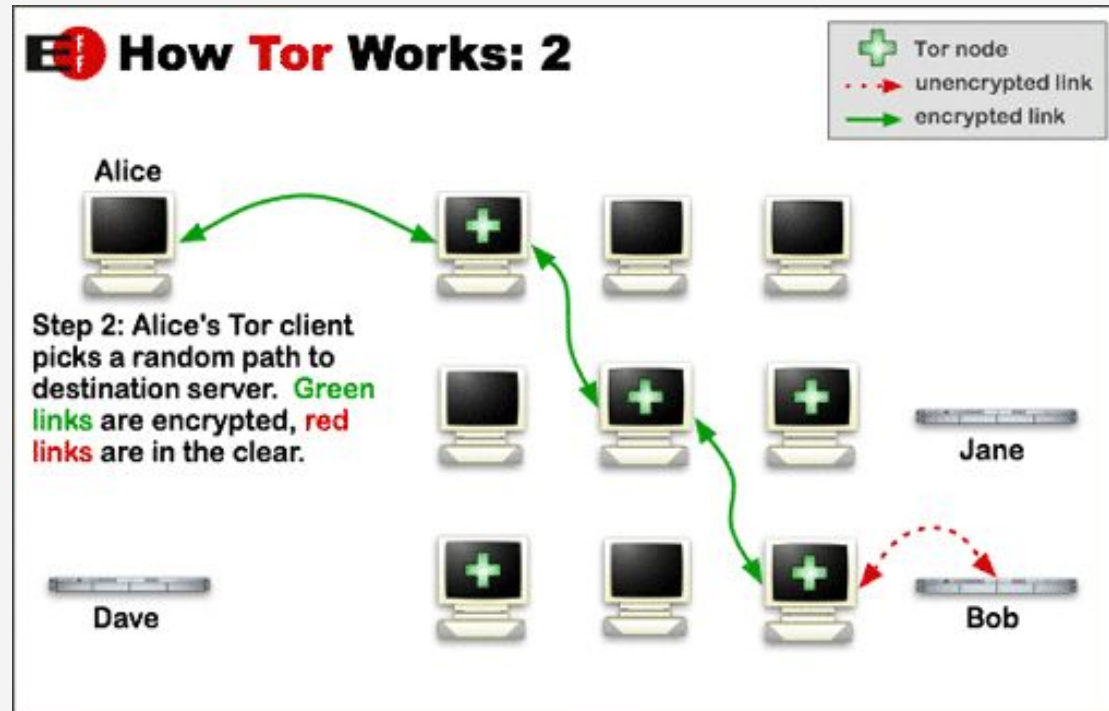 EFF How Tor Works: 2
Tor node
unencrypted link
encrypted link
Alice
Step 2: Alice's Tor client
picks a random path to
destination server. Green
links are encrypted, red
links are in the clear.
Jane
Dave
Bob